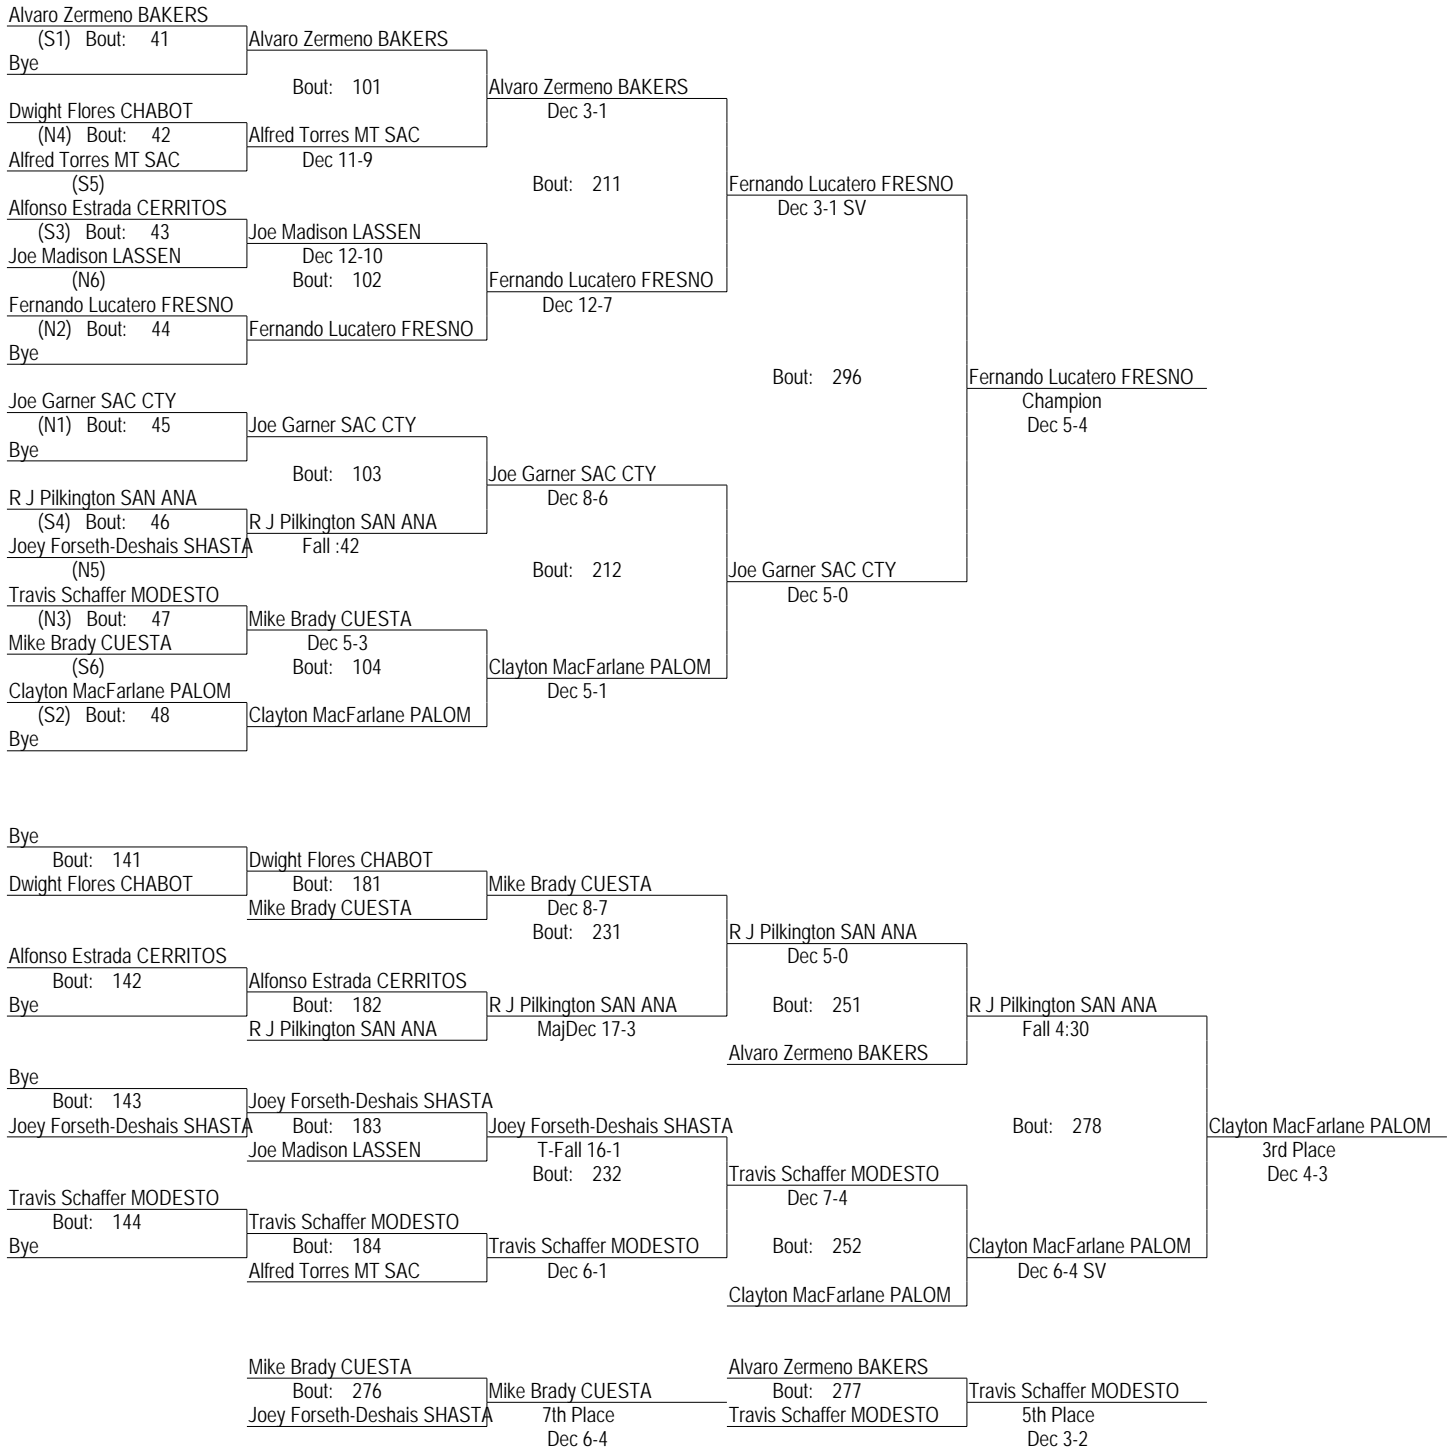 Alvaro Zermeno BAKERS
(S1) Bout: 41 Alvaro Zermeno BAKERS
Bye
Bout: 101 Alvaro Zermeno BAKERS
Dwight Flores CHABOT Dec 3-1
(N4) Bout: 42 Alfred Torres MT SAC
Alfred Torres MT SAC Dec 11-9
(S5) Bout: 211 Fernando Lucatero FRESNO
Alfonso Estrada CERRITOS Dec 3-1 SV
(S3) Bout: 43 Joe Madison LASSEN
Joe Madison LASSEN Dec 12-10
(N6) Bout: 102 Fernando Lucatero FRESNO
Fernando Lucatero FRESNO Dec 12-7
(N2) Bout: 44 Fernando Lucatero FRESNO
Bye
Bout: 296 Fernando Lucatero FRESNO
Joe Garner SAC CTY Champion
(N1) Bout: 45 Joe Garner SAC CTY Dec 5-4
Bye
Bout: 103 Joe Garner SAC CTY
R J Pilkington SAN ANA Dec 8-6
(S4) Bout: 46 R J Pilkington SAN ANA
Joey Forseth-Deshais SHASTA Fall :42
(N5) Bout: 212 Joe Garner SAC CTY
Travis Schaffer MODESTO Dec 5-0
(N3) Bout: 47 Mike Brady CUESTA
Mike Brady CUESTA Dec 5-3
(S6) Bout: 104 Clayton MacFarlane PALOM
Clayton MacFarlane PALOM Dec 5-1
(S2) Bout: 48 Clayton MacFarlane PALOM
Bye
Bye
Bout: 141 Dwight Flores CHABOT
Dwight Flores CHABOT Bout: 181 Mike Brady CUESTA
Mike Brady CUESTA Dec 8-7
Bout: 231 R J Pilkington SAN ANA
Alfonso Estrada CERRITOS Dec 5-0
Bout: 142 Alfonso Estrada CERRITOS
Bye Bout: 182 R J Pilkington SAN ANA Bout: 251 R J Pilkington SAN ANA
R J Pilkington SAN ANA MajDec 17-3 Fall 4:30
Alvaro Zermeno BAKERS
Bye
Bout: 143 Joey Forseth-Deshais SHASTA
Joey Forseth-Deshais SHASTA Bout: 183 Joey Forseth-Deshais SHASTA Bout: 278 Clayton MacFarlane PALOM
Joe Madison LASSEN T-Fall 16-1 3rd Place
Bout: 232 Travis Schaffer MODESTO Dec 4-3
Travis Schaffer MODESTO Dec 7-4
Bout: 144 Travis Schaffer MODESTO
Bye Bout: 184 Travis Schaffer MODESTO Bout: 252 Clayton MacFarlane PALOM
Alfred Torres MT SAC Dec 6-1 Dec 6-4 SV
Clayton MacFarlane PALOM
Mike Brady CUESTA Alvaro Zermeno BAKERS
Bout: 276 Mike Brady CUESTA Bout: 277 Travis Schaffer MODESTO
Joey Forseth-Deshais SHASTA 7th Place Travis Schaffer MODESTO 5th Place
Dec 6-4 Dec 3-2